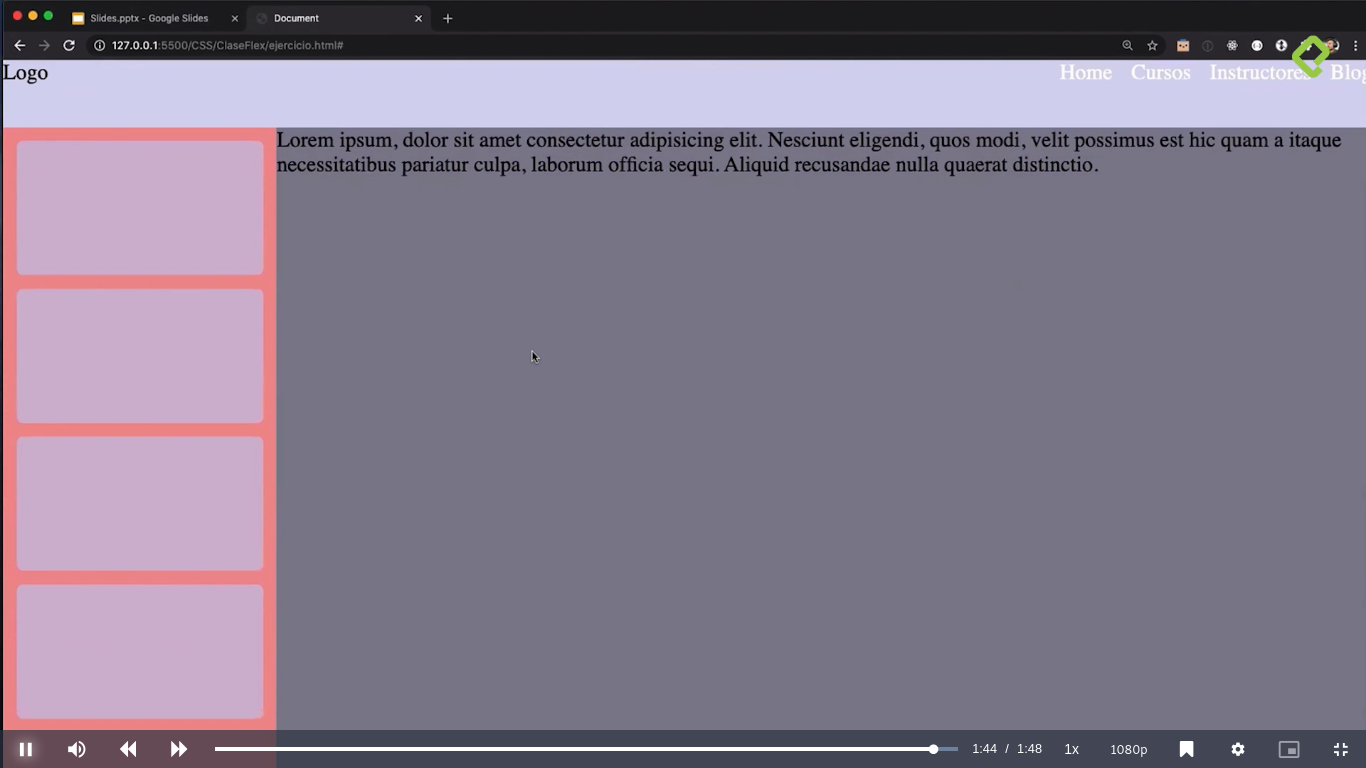 Slides.pptx - Google Slides
Document
127.0.0.1:5500/CSS/ClaseFlex/ejercicio.html#
Logo
Home Cursos Instructores Blog
Lorem ipsum, dolor sit amet consectetur adipisicing elit. Nesciunt eligendi, quos modi, velit possimus est hic quam a itaque
necessitatibus pariatur culpa, laborum officia sequi. Aliquid recusandae nulla quaerat distinctio.
1:44 / 1:48 1x 1080p